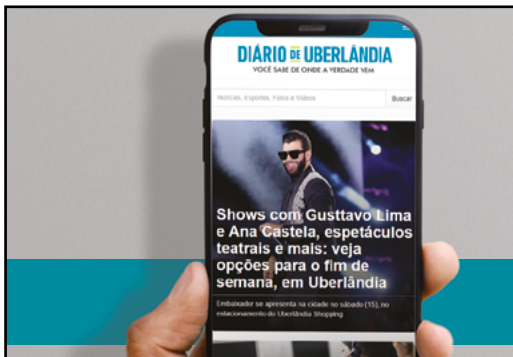 DIÁRIO DE UBERLÂNDIA
VOCÊ SABE DE ONDE A VERDADE VEM
Notícias, Esportes, Fotos e Vídeos
Buscar
Shows com Gusttavo Lima
e Ana Castela, espetáculos
teatrais e mais: veja
opções para o fim de
semana, em Uberlândia
Embaixador se apresenta na cidade no sábado (15), no
estacionamento do Uberlândia Shopping